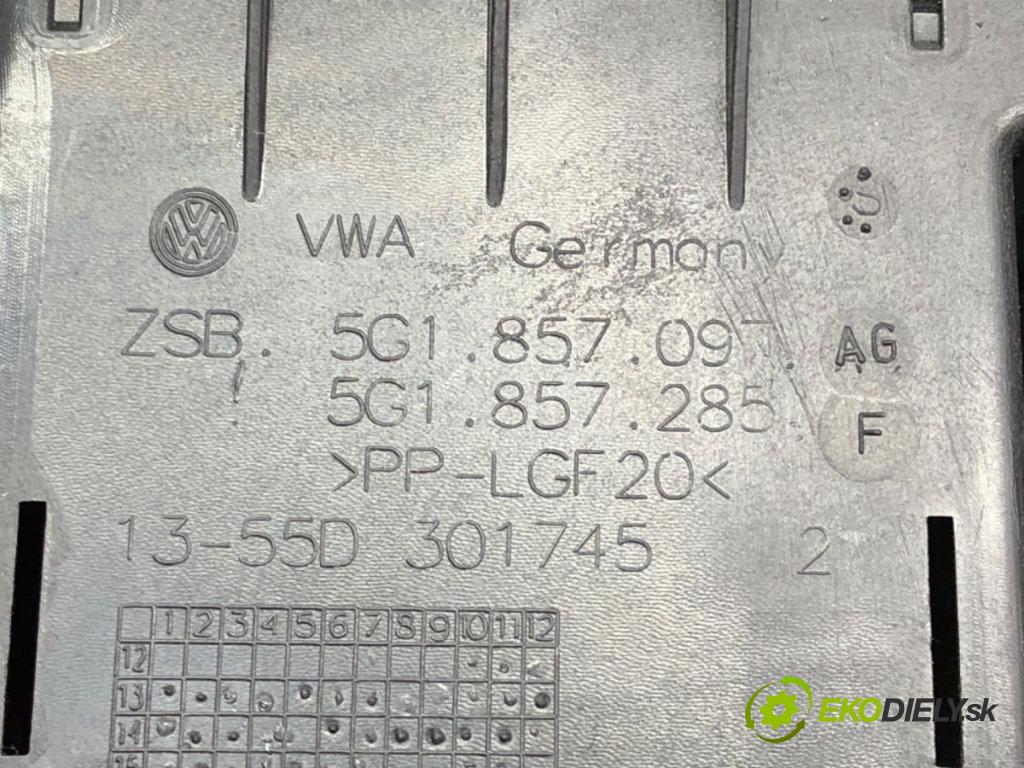 VWA Germany
S
ZSB. 5G1.857.097. AG
5G1.857.285 F
>PP-LGF20<
13-55D 301745 2
1 2 3 4 5 6 7 8 9 10 11 12
12
13
14
15
EKODIELY.sk